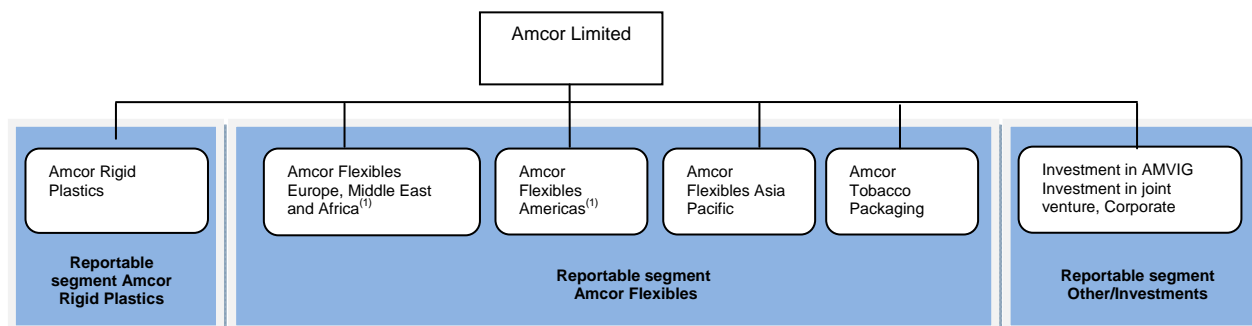 Amcor Limited
Amcor Rigid
Plastics
Amcor Flexibles
Europe, Middle East
and Africa(1)
Amcor
Flexibles
Americas(1)
Amcor
Flexibles Asia
Pacific
Amcor
Tobacco
Packaging
Investment in AMVIG
Investment in joint
venture, Corporate
Reportable
segment Amcor
Rigid Plastics
Reportable segment
Amcor Flexibles
Reportable segment
Other/Investments